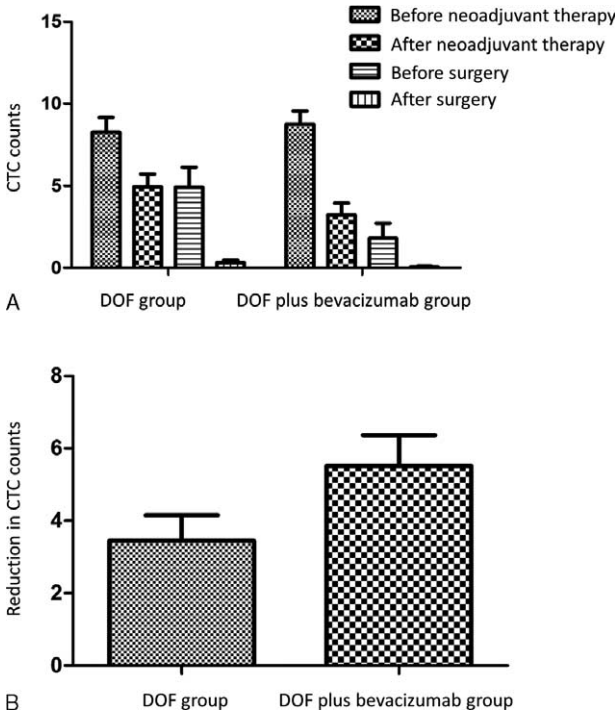 15
10
5
0
CTC counts
Before neoadjuvant therapy
After neoadjuvant therapy
Before surgery
After surgery
DOF group
DOF plus bevacizumab group
A
8
6
4
2
0
Reduction in CTC counts
DOF group
DOF plus bevacizumab group
B